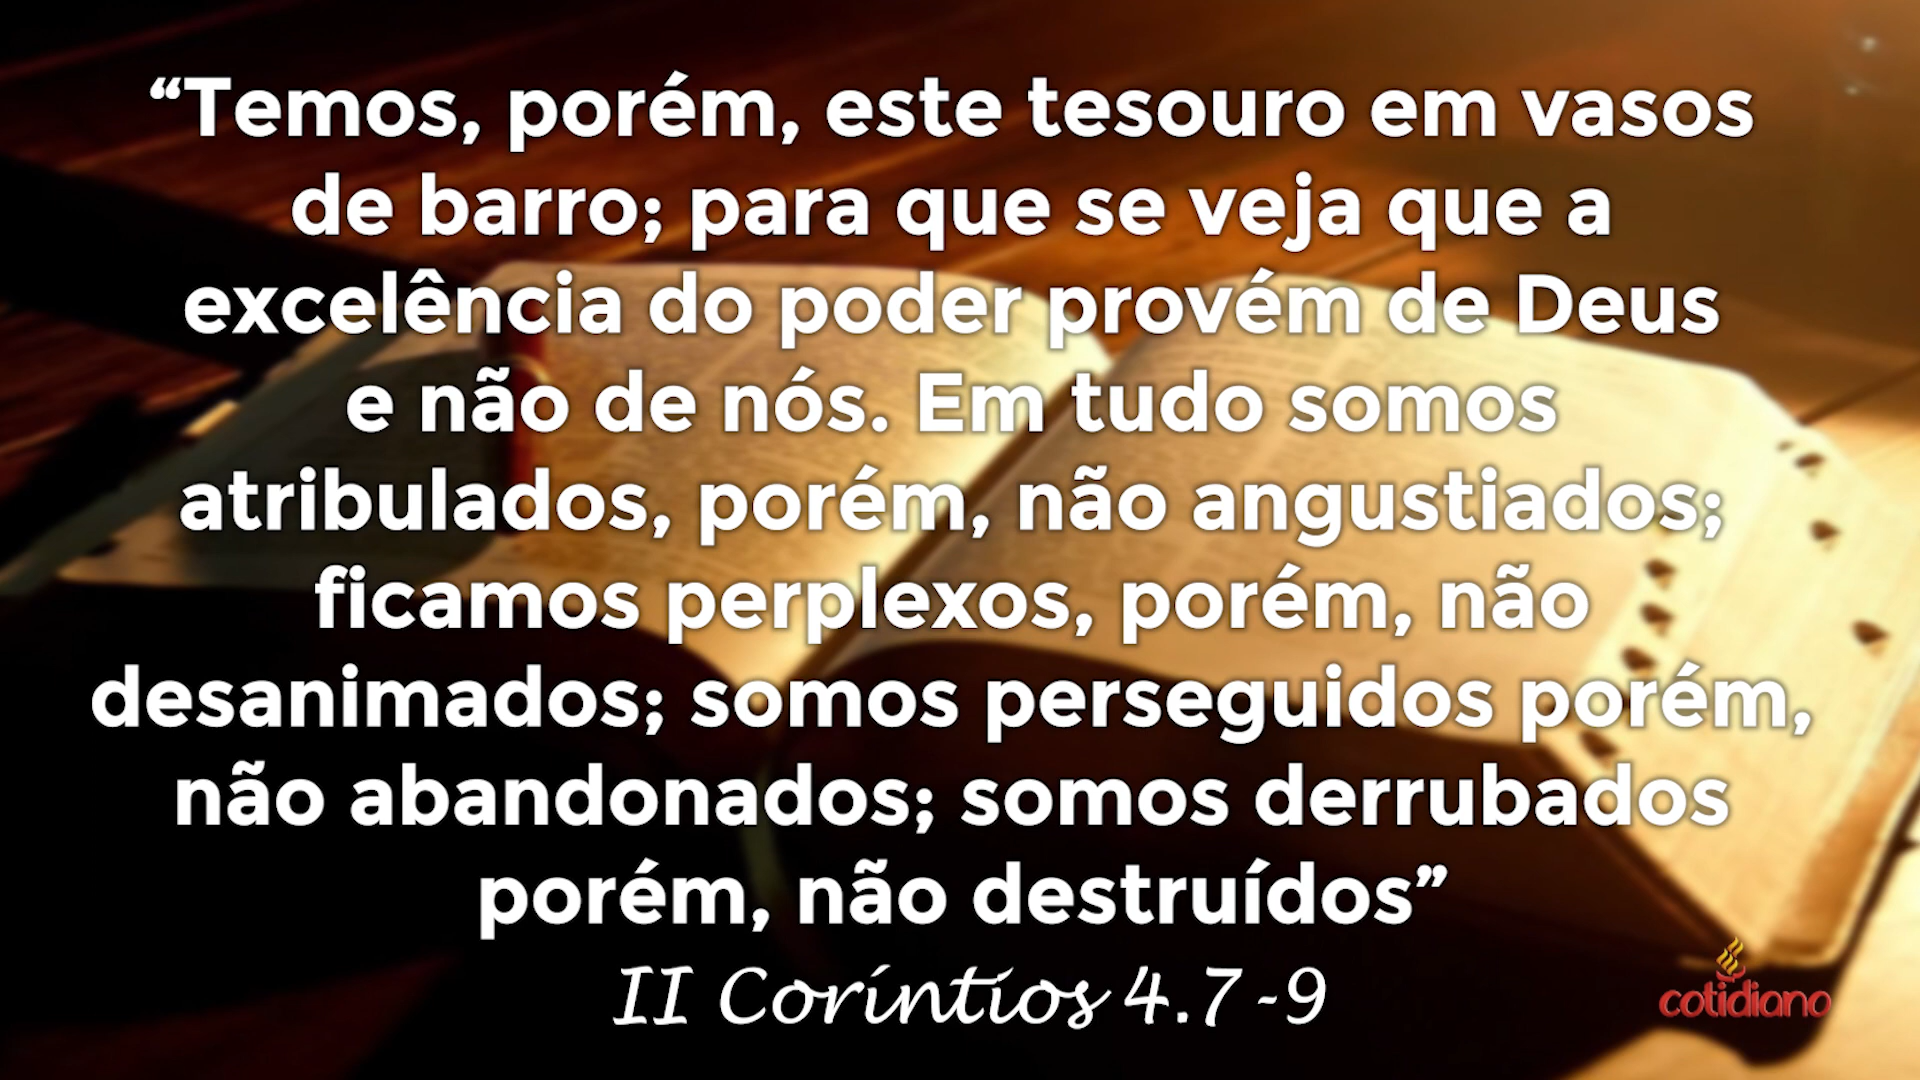 “Temos, porém, este tesouro em vasos
de barro; para que se veja que a
excelência do poder provém de Deus
e não de nós. Em tudo somos
atribulados, porém, não angustiados;
ficamos perplexos, porém, não
desanimados; somos perseguidos porém,
não abandonados; somos derrubados
porém, não destruídos”
II Coríntios 4.7-9
cotidiano